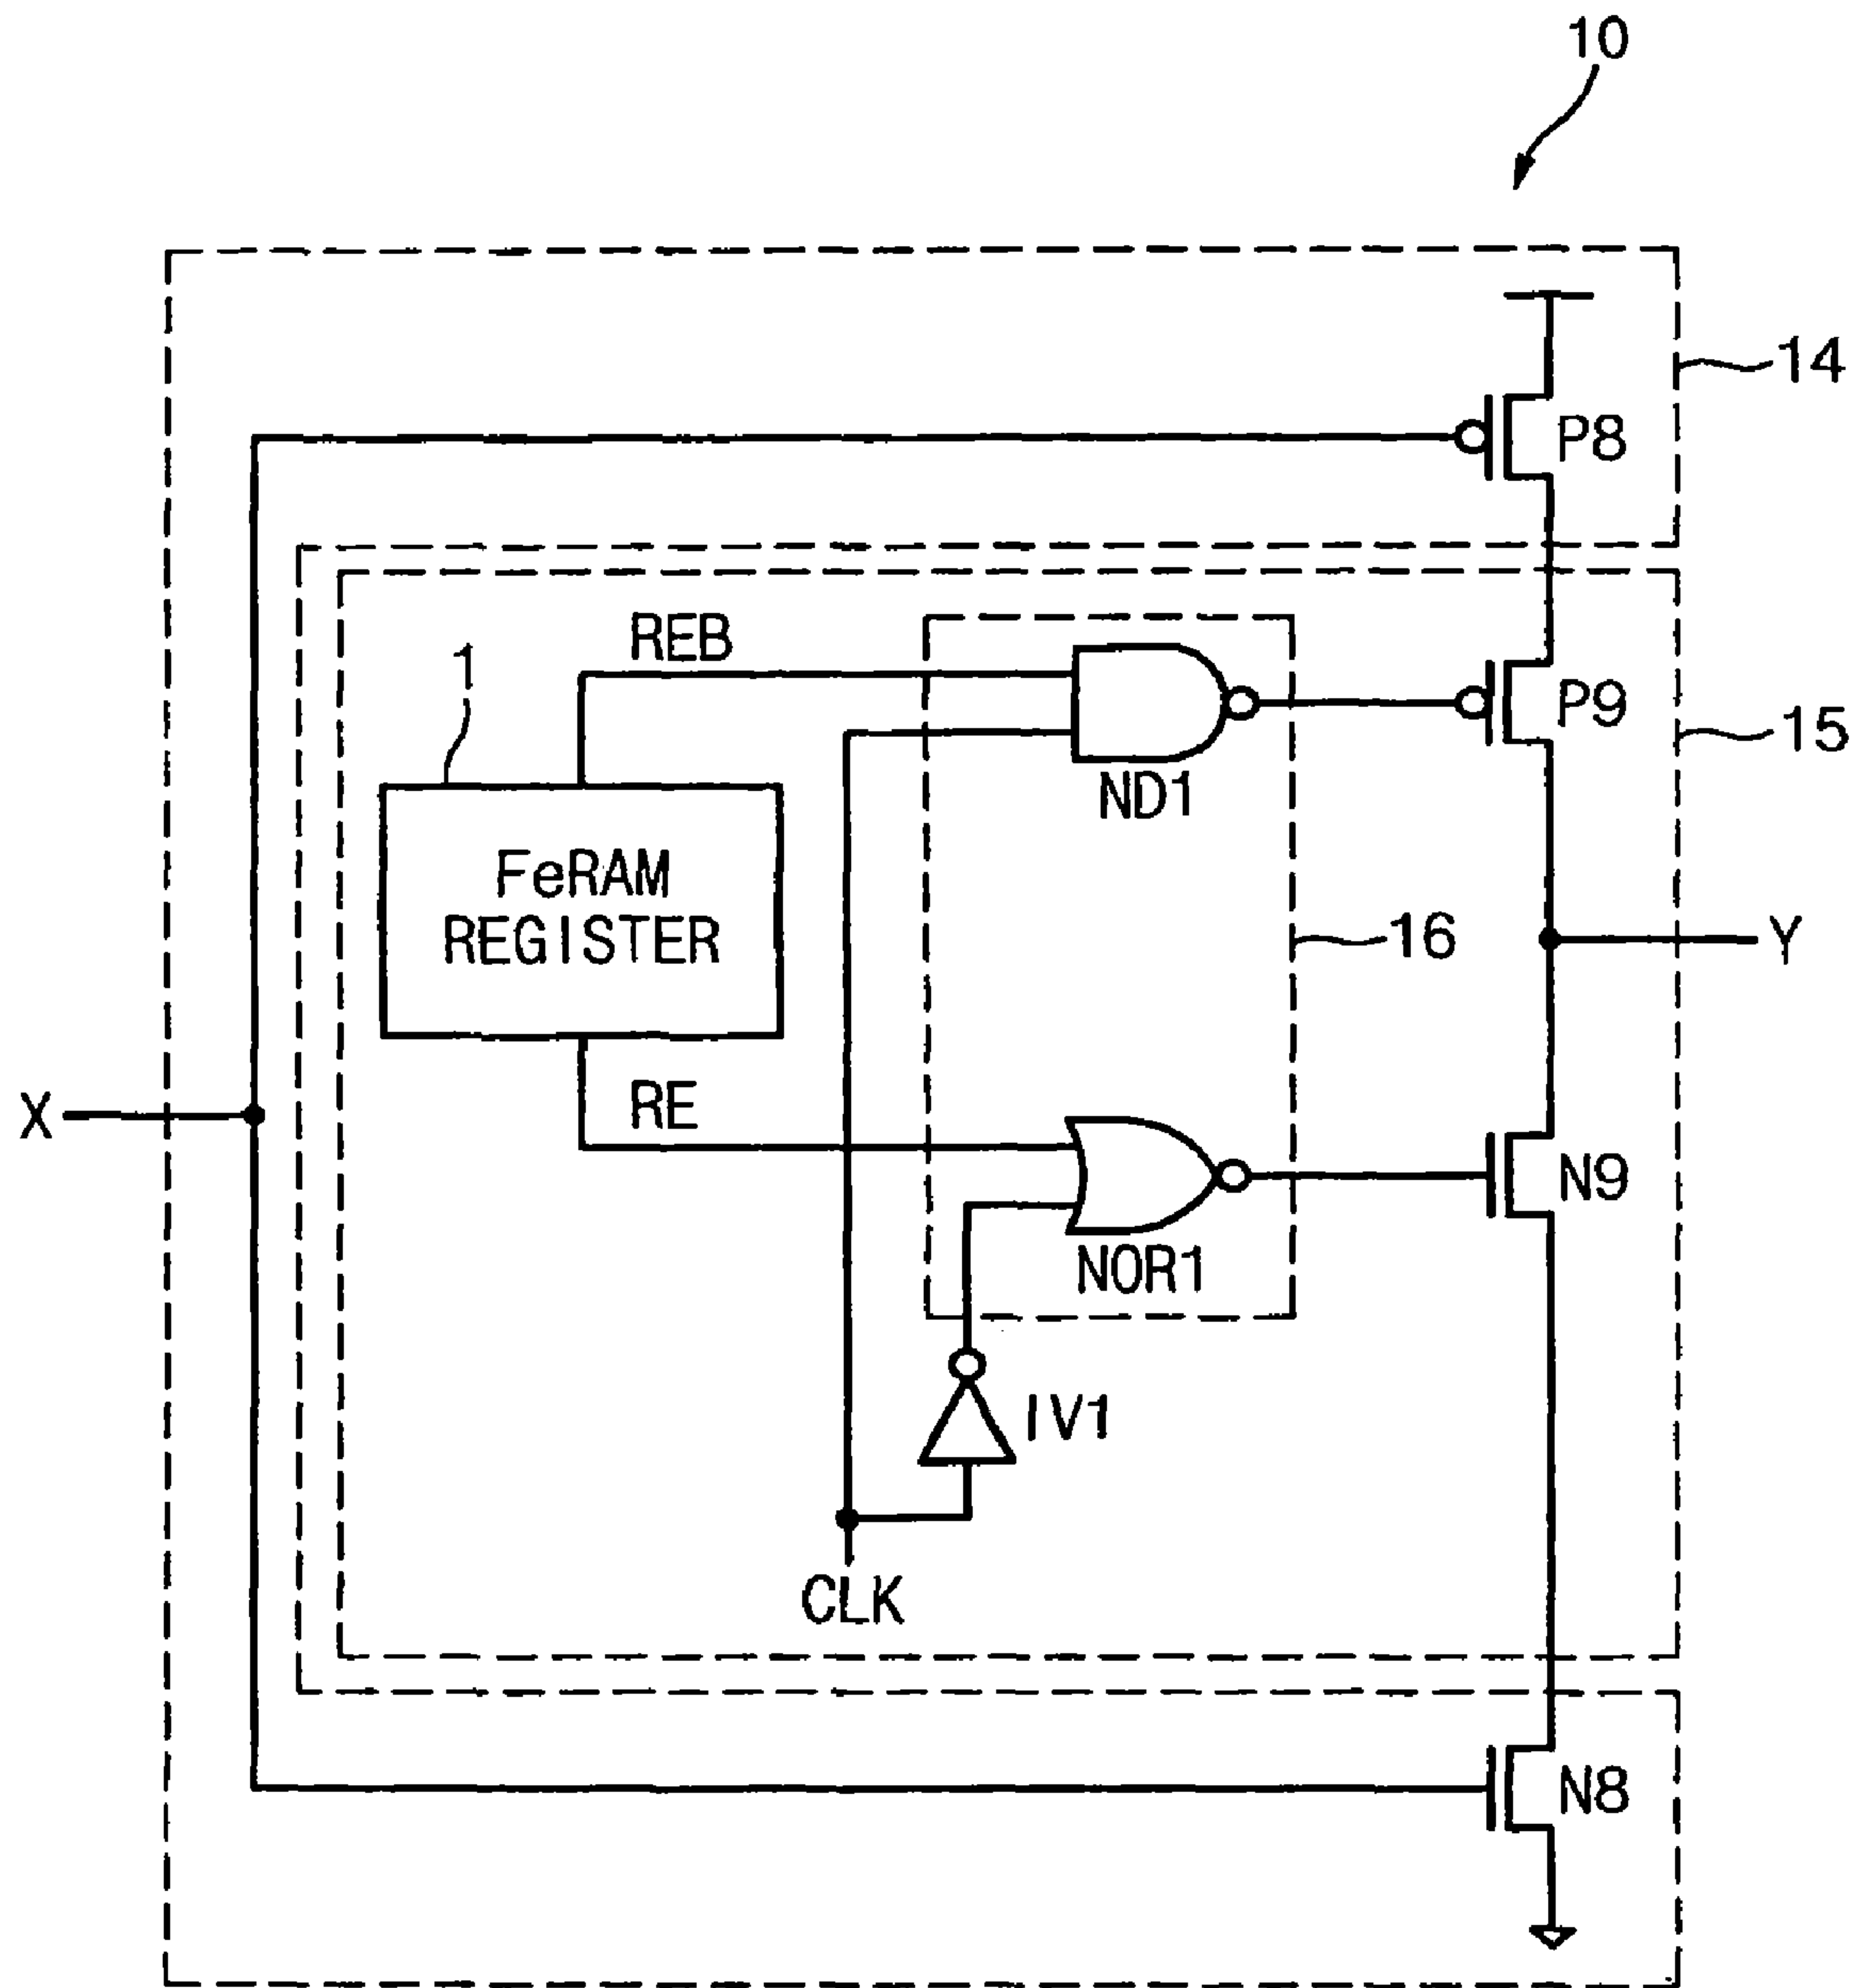 10
14
P8
REB
1
P9
15
ND1
FeRAM
REGISTER
16
Y
X
RE
N9
NOR1
IV1
CLK
N8